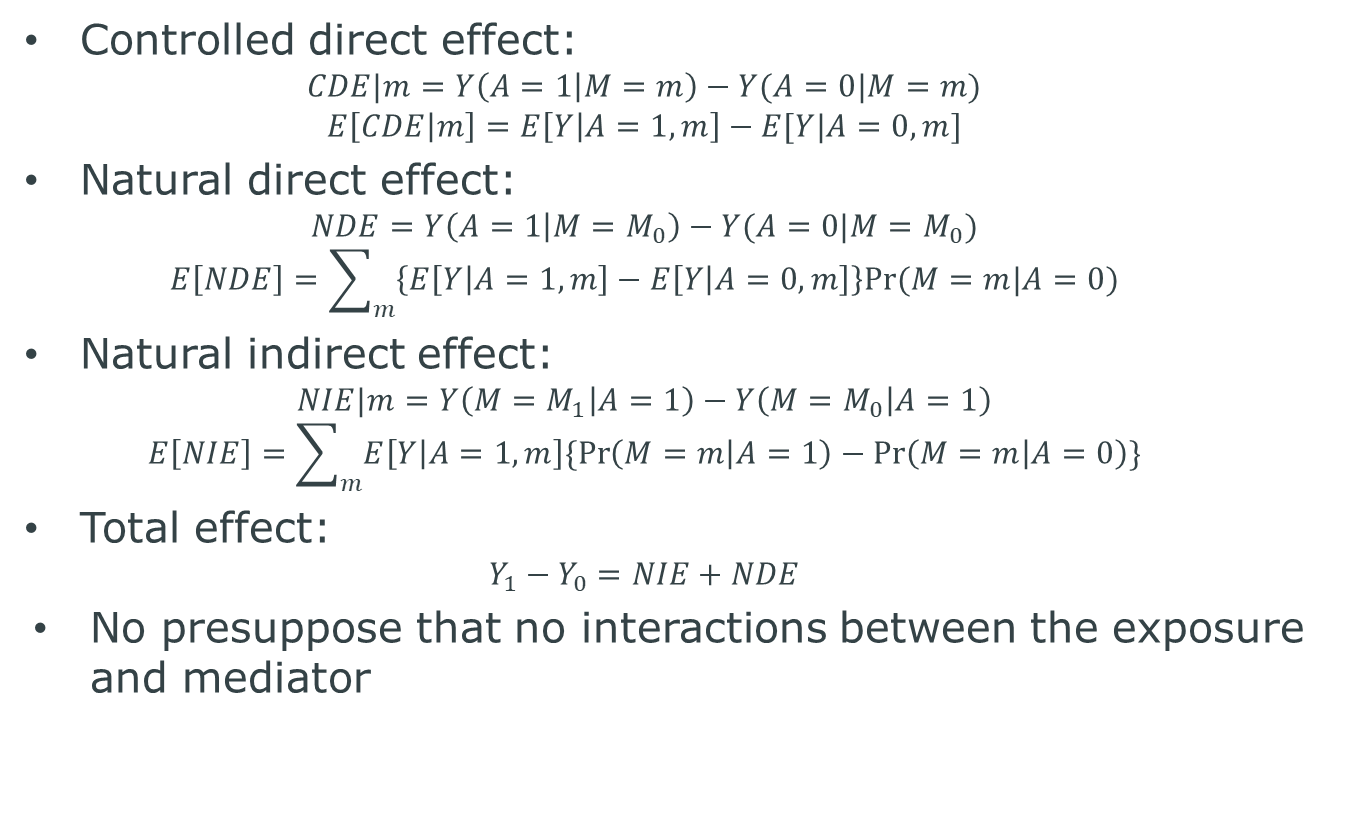 • Controlled direct effect:
CDE|m = Y(A = 1|M = m) − Y(A = 0|M = m)
E[CDE|m] = E[Y|A = 1, m] − E[Y|A = 0, m]
• Natural direct effect:
NDE = Y(A = 1|M = M₀) − Y(A = 0|M = M₀)
E[NDE] = ∑ₘ{E[Y|A = 1, m] − E[Y|A = 0, m]}Pr(M = m|A = 0)
• Natural indirect effect:
NIE|m = Y(M = M₁|A = 1) − Y(M = M₀|A = 1)
E[NIE] = ∑ₘ E[Y|A = 1, m]{Pr(M = m|A = 1) − Pr(M = m|A = 0)}
• Total effect:
Y₁ − Y₀ = NIE + NDE
• No presuppose that no interactions between the exposure
and mediator